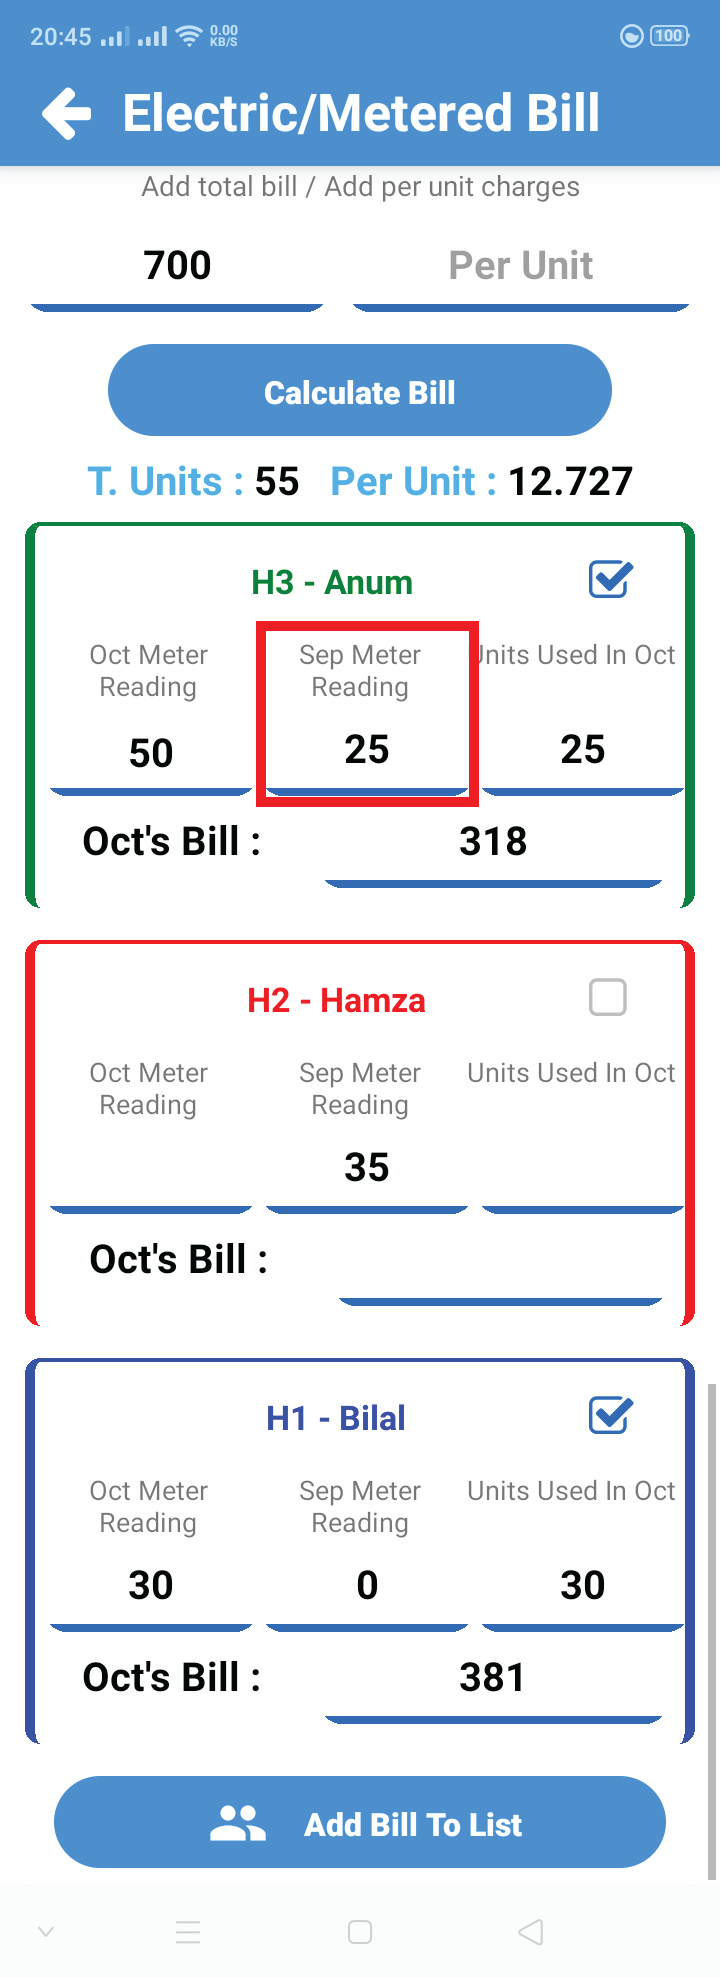 20:45 0.00 KB/S 100
Electric/Metered Bill
Add total bill / Add per unit charges
700 Per Unit
Calculate Bill
T. Units : 55 Per Unit : 12.727
H3 - Anum
Oct Meter Reading Sep Meter Reading Units Used In Oct
50 25 25
Oct's Bill : 318
H2 - Hamza
Oct Meter Reading Sep Meter Reading Units Used In Oct
35
Oct's Bill :
H1 - Bilal
Oct Meter Reading Sep Meter Reading Units Used In Oct
30 0 30
Oct's Bill : 381
Add Bill To List